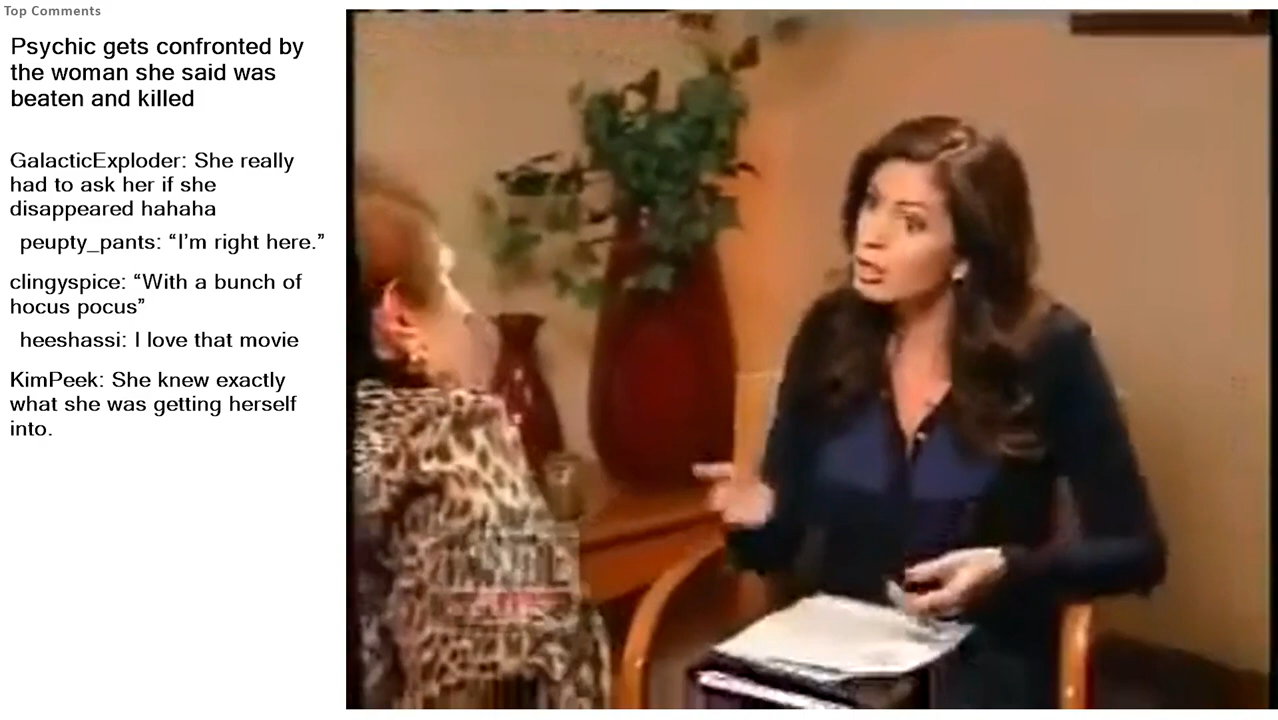 Top Comments
Psychic gets confronted by
the woman she said was
beaten and killed
GalacticExploder: She really
had to ask her if she
disappeared hahaha
peupty_pants: “I’m right here.”
clingyspice: “With a bunch of
hocus pocus”
heeshassi: I love that movie
KimPeek: She knew exactly
what she was getting herself
into.